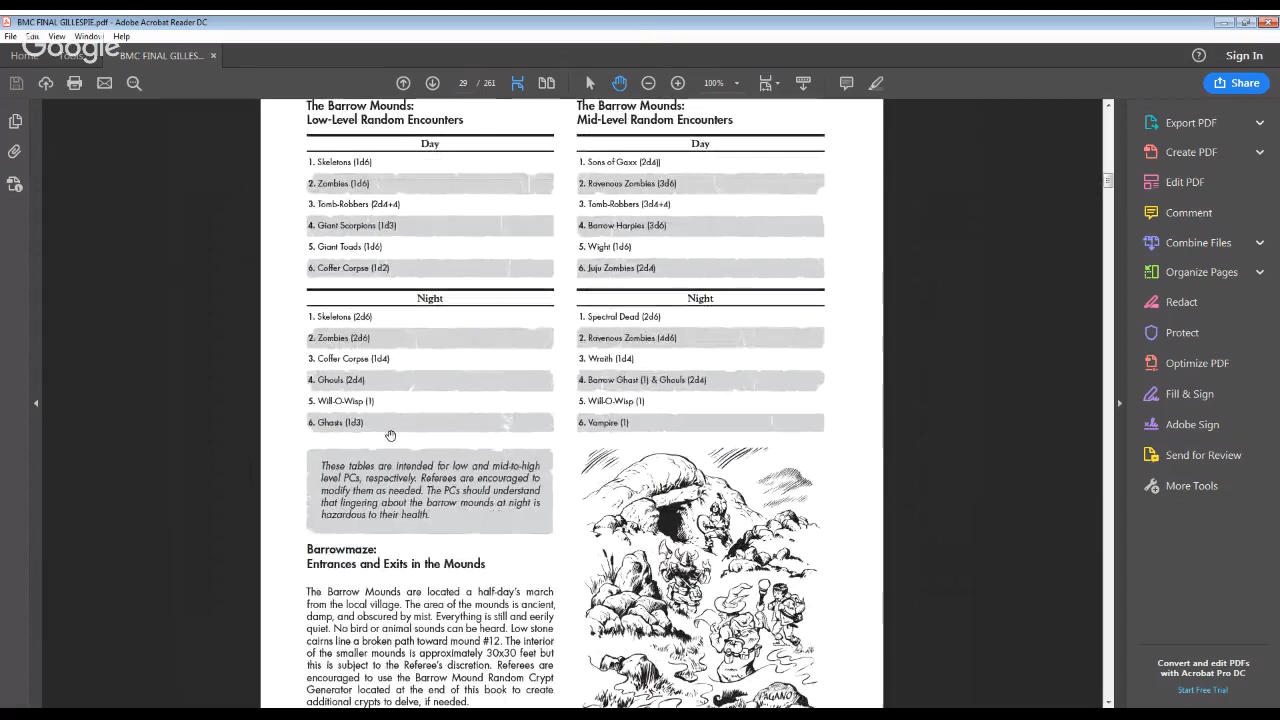 BMC FINAL GILLESPIE.pdf - Adobe Acrobat Reader DC
File Edit View Window Help
Google
Home Tools BMC FINAL GILLES... ×
Sign In
29 / 261
100%
Share
The Barrow Mounds:
Low-Level Random Encounters
Day
1. Skeletons (1d6)
2. Zombies (1d6)
3. Tomb-Robbers (2d4+4)
4. Giant Scorpions (1d3)
5. Giant Toads (1d6)
6. Coffer Corpse (1d2)
Night
1. Skeletons (2d6)
2. Zombies (2d6)
3. Coffer Corpse (1d4)
4. Ghouls (2d4)
5. Will-O-Wisp (1)
6. Ghasts (1d3)
These tables are intended for low and mid-to-high
level PCs, respectively. Referees are encouraged to
modify them as needed. The PCs should understand
that lingering about the barrow mounds at night is
hazardous to their health.
Barrowmaze:
Entrances and Exits in the Mounds
The Barrow Mounds are located a half-day's march
from the local village. The area of the mounds is ancient,
damp, and obscured by mist. Everything is still and eerily
quiet. No bird or animal sounds can be heard. Low stone
cairns line a broken path toward mound #12. The interior
of the smaller mounds is approximately 30x30 feet but
this is subject to the Referee's discretion. Referees are
encouraged to use the Barrow Mound Random Crypt
Generator located at the end of this book to create
additional crypts to delve, if needed.
The Barrow Mounds:
Mid-Level Random Encounters
Day
1. Sons of Gaxx (2d4))
2. Ravenous Zombies (3d6)
3. Tomb-Robbers (3d4+4)
4. Barrow Harpies (3d6)
5. Wight (1d6)
6. Juju Zombies (2d4)
Night
1. Spectral Dead (2d6)
2. Ravenous Zombies (4d6)
3. Wraith (1d4)
4. Barrow Ghast (1) & Ghouls (2d4)
5. Will-O-Wisp (1)
6. Vampire (1)
PAGANO
Export PDF
Create PDF
Edit PDF
Comment
Combine Files
Organize Pages
Redact
Protect
Optimize PDF
Fill & Sign
Adobe Sign
Send for Review
More Tools
Convert and edit PDFs
with Acrobat Pro DC
Start Free Trial